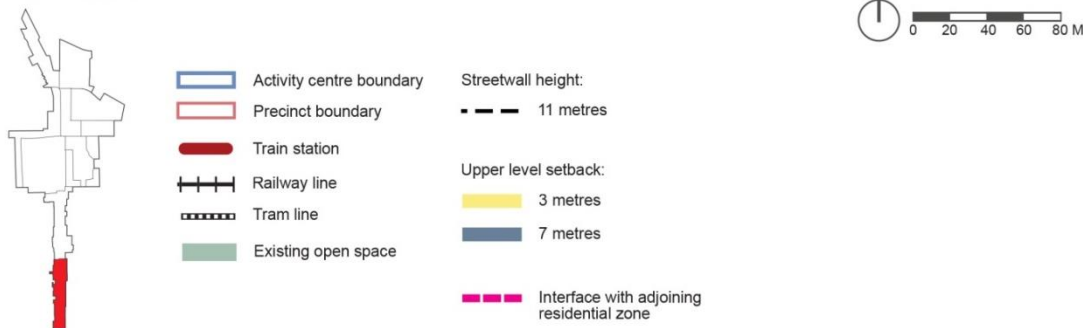 0 20 40 60 80 M
Activity centre boundary
Precinct boundary
Train station
Railway line
Tram line
Existing open space
Streetwall height:
11 metres
Upper level setback:
3 metres
7 metres
Interface with adjoining
residential zone